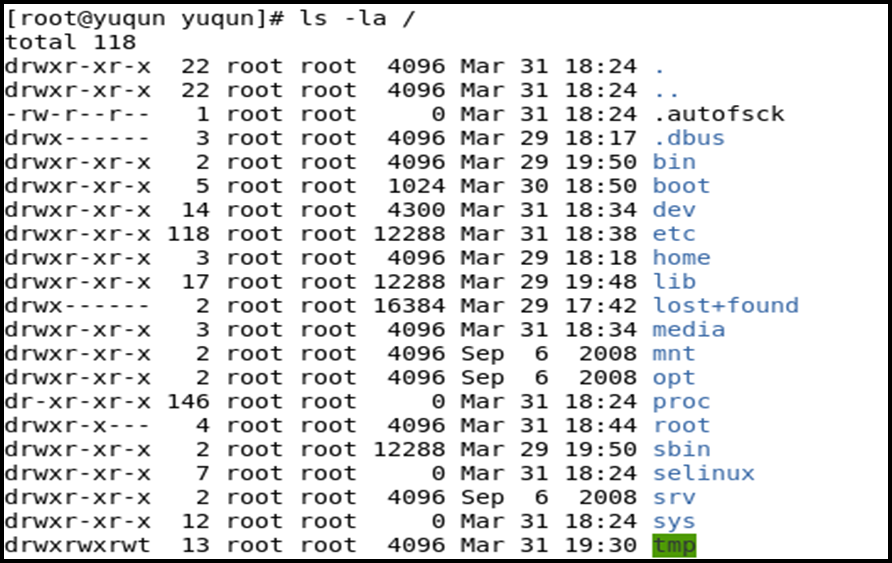 [root@yuqun yuqun]# ls -la /
total 118
drwxr-xr-x  22 root root  4096 Mar 31 18:24 .
drwxr-xr-x  22 root root  4096 Mar 31 18:24 ..
-rw-r--r--   1 root root     0 Mar 31 18:24 .autofsck
drwx------   3 root root  4096 Mar 29 18:17 .dbus
drwxr-xr-x   2 root root  4096 Mar 29 19:50 bin
drwxr-xr-x   5 root root  1024 Mar 30 18:50 boot
drwxr-xr-x  14 root root  4300 Mar 31 18:34 dev
drwxr-xr-x 118 root root 12288 Mar 31 18:38 etc
drwxr-xr-x   3 root root  4096 Mar 29 18:18 home
drwxr-xr-x  17 root root 12288 Mar 29 19:48 lib
drwx------   2 root root 16384 Mar 29 17:42 lost+found
drwxr-xr-x   3 root root  4096 Mar 31 18:34 media
drwxr-xr-x   2 root root  4096 Sep  6  2008 mnt
drwxr-xr-x   2 root root  4096 Sep  6  2008 opt
dr-xr-xr-x 146 root root     0 Mar 31 18:24 proc
drwxr-x---   4 root root  4096 Mar 31 18:44 root
drwxr-xr-x   2 root root 12288 Mar 29 19:50 sbin
drwxr-xr-x   7 root root     0 Mar 31 18:24 selinux
drwxr-xr-x   2 root root  4096 Sep  6  2008 srv
drwxr-xr-x  12 root root     0 Mar 31 18:24 sys
drwxrwxrwt  13 root root  4096 Mar 31 19:30 tmp